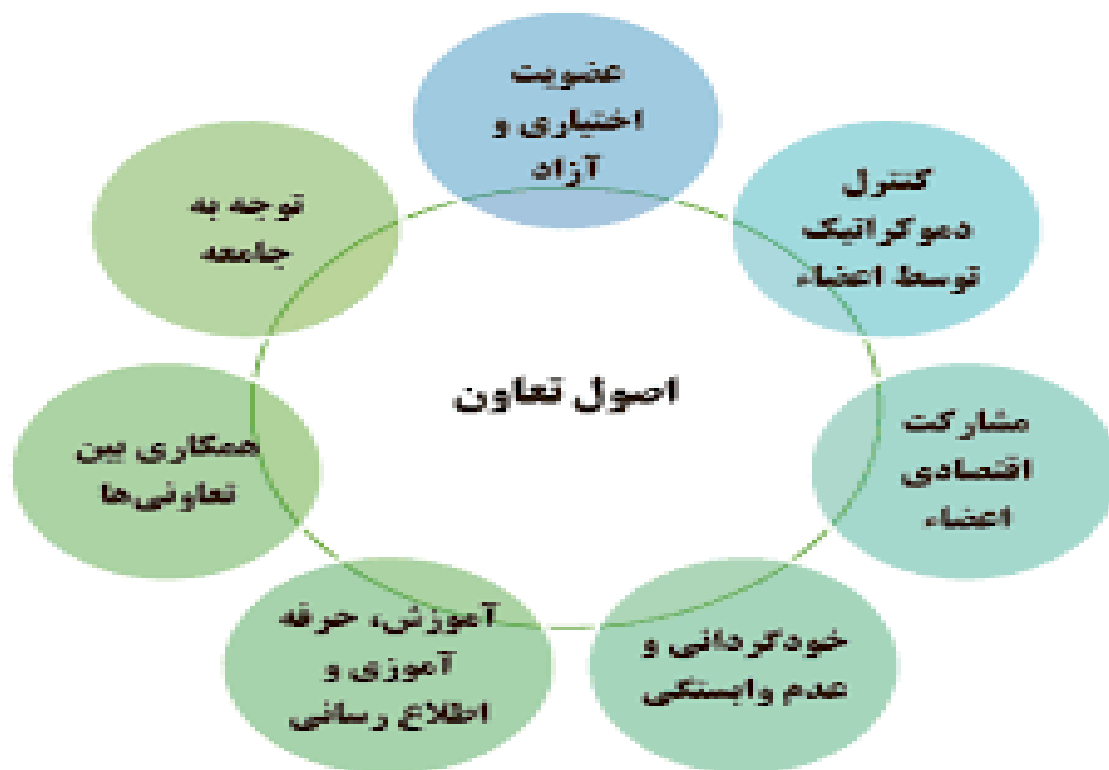 عضویت
اختیاری و
آزاد
کنترل
دموکراتیک
توسط اعضاء
مشارکت
اقتصادی
اعضاء
خودگردانی و
عدم وابستگی
آموزش، حرفه
آموزی و
اطلاع رسانی
همکاری بین
تعاونی‌ها
توجه به
جامعه
اصول تعاون